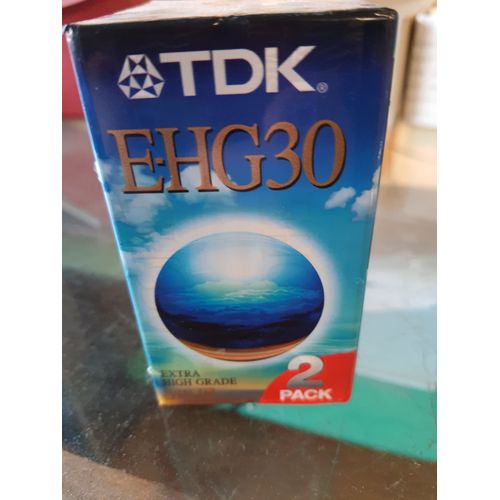 TDK®
E-HG30
EXTRA
HIGH GRADE
2
PACK